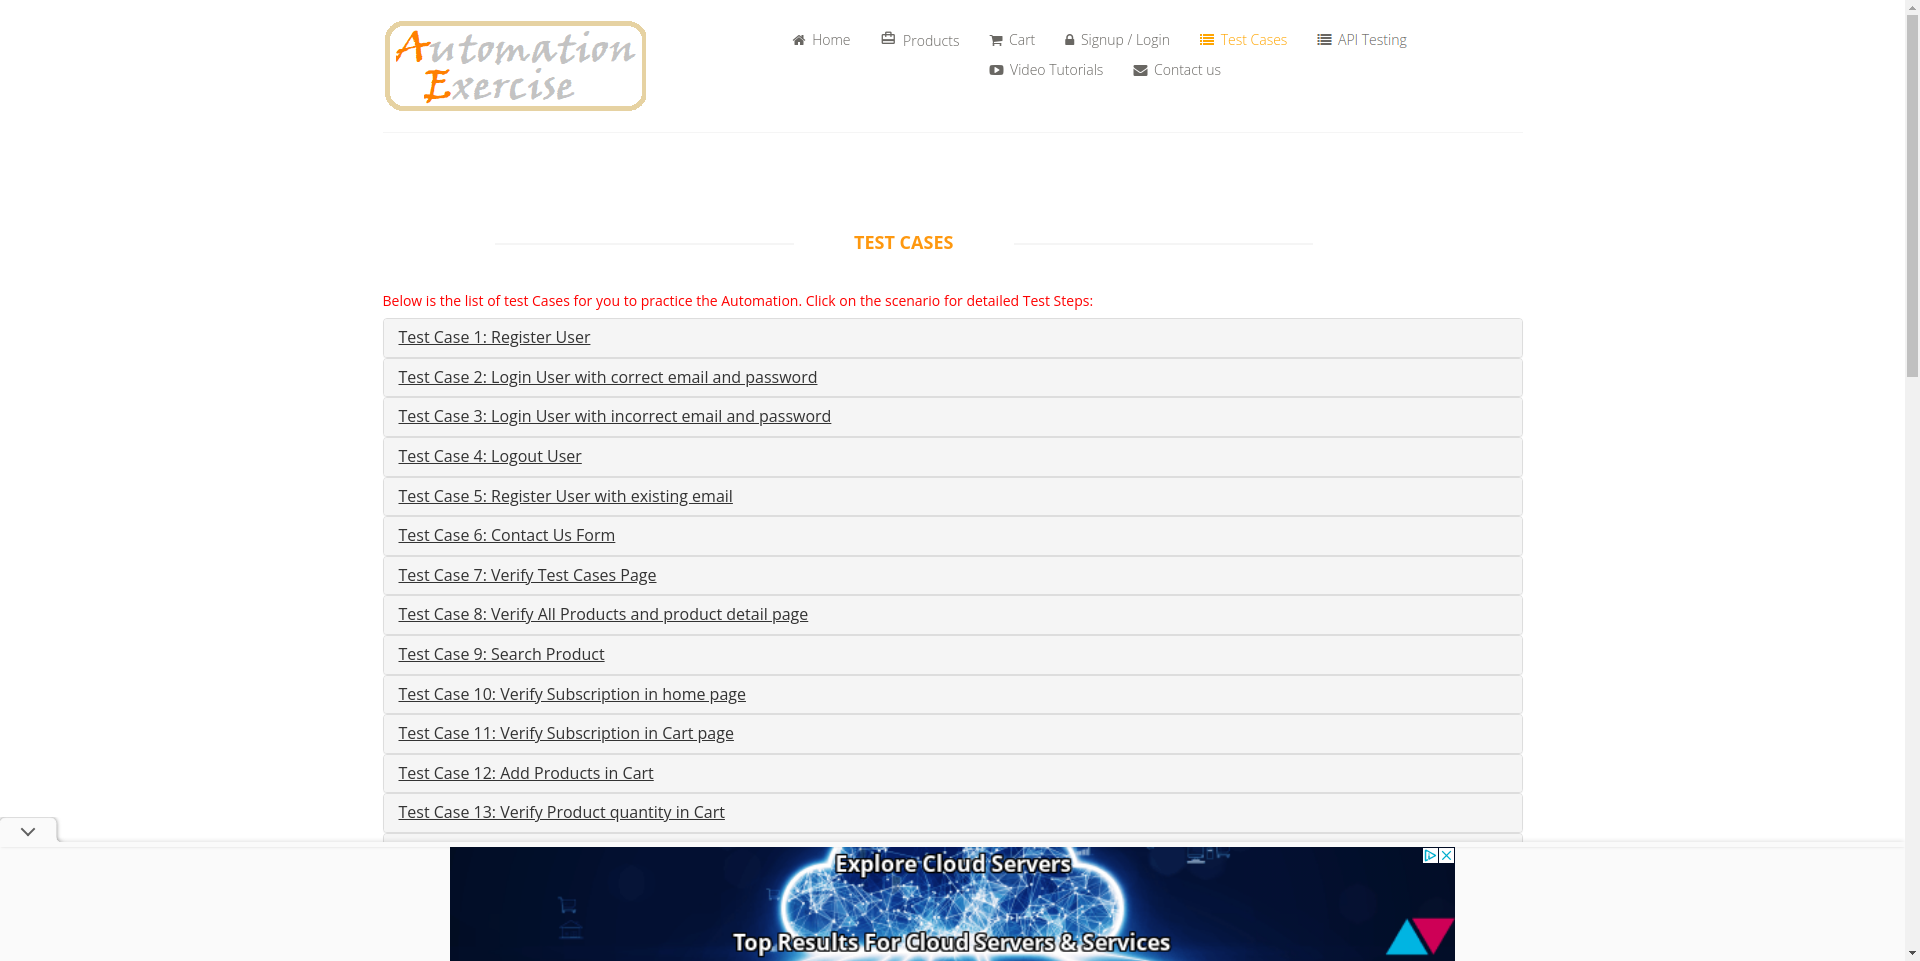 Automation
Exercise
Home Products Cart Signup / Login Test Cases API Testing
Video Tutorials Contact us
TEST CASES
Below is the list of test Cases for you to practice the Automation. Click on the scenario for detailed Test Steps:
Test Case 1: Register User
Test Case 2: Login User with correct email and password
Test Case 3: Login User with incorrect email and password
Test Case 4: Logout User
Test Case 5: Register User with existing email
Test Case 6: Contact Us Form
Test Case 7: Verify Test Cases Page
Test Case 8: Verify All Products and product detail page
Test Case 9: Search Product
Test Case 10: Verify Subscription in home page
Test Case 11: Verify Subscription in Cart page
Test Case 12: Add Products in Cart
Test Case 13: Verify Product quantity in Cart
Explore Cloud Servers
Top Results For Cloud Servers & Services